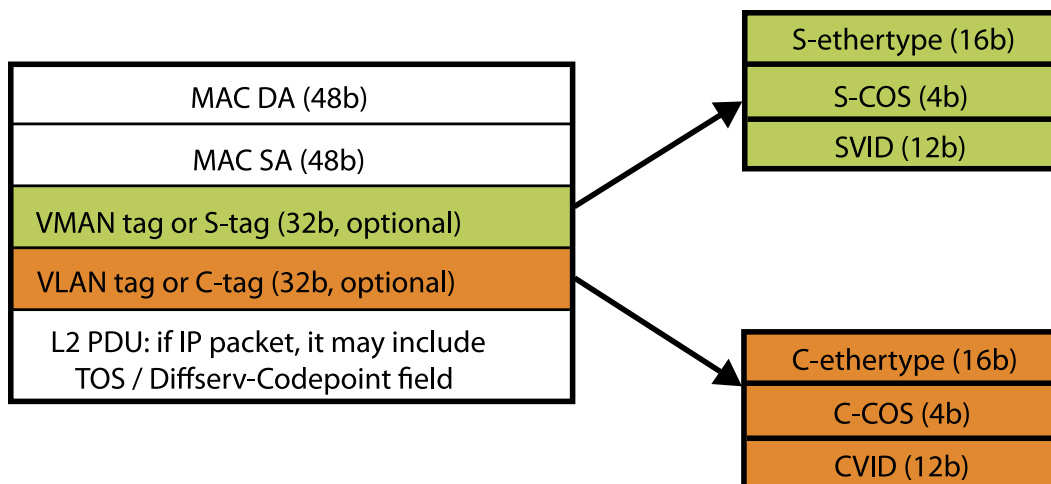 MAC DA (48b)
MAC SA (48b)
VMAN tag or S-tag (32b, optional)
VLAN tag or C-tag (32b, optional)
L2 PDU: if IP packet, it may include
TOS / Diffserv-Codepoint field
S-ethertype (16b)
S-COS (4b)
SVID (12b)
C-ethertype (16b)
C-COS (4b)
CVID (12b)